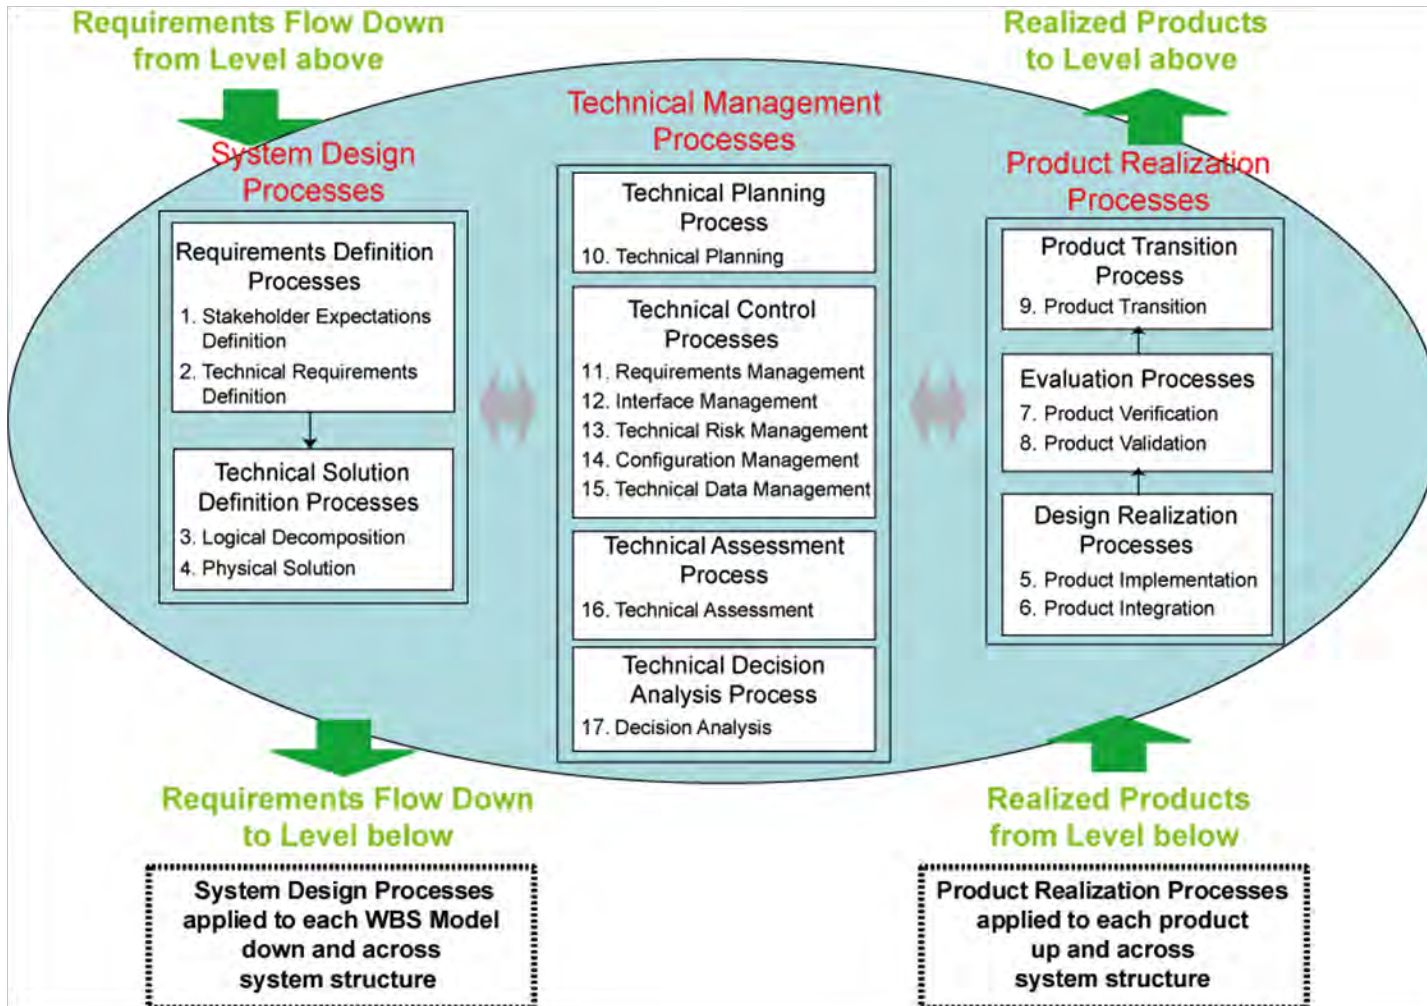 Requirements Flow Down
from Level above
Realized Products
to Level above
System Design
Processes
Requirements Definition
Processes
1. Stakeholder Expectations
Definition
2. Technical Requirements
Definition
Technical Solution
Definition Processes
3. Logical Decomposition
4. Physical Solution
Technical Management
Processes
Technical Planning
Process
10. Technical Planning
Technical Control
Processes
11. Requirements Management
12. Interface Management
13. Technical Risk Management
14. Configuration Management
15. Technical Data Management
Technical Assessment
Process
16. Technical Assessment
Technical Decision
Analysis Process
17. Decision Analysis
Product Realization
Processes
Product Transition
Process
9. Product Transition
Evaluation Processes
7. Product Verification
8. Product Validation
Design Realization
Processes
5. Product Implementation
6. Product Integration
Requirements Flow Down
to Level below
Realized Products
from Level below
System Design Processes
applied to each WBS Model
down and across
system structure
Product Realization Processes
applied to each product
up and across
system structure